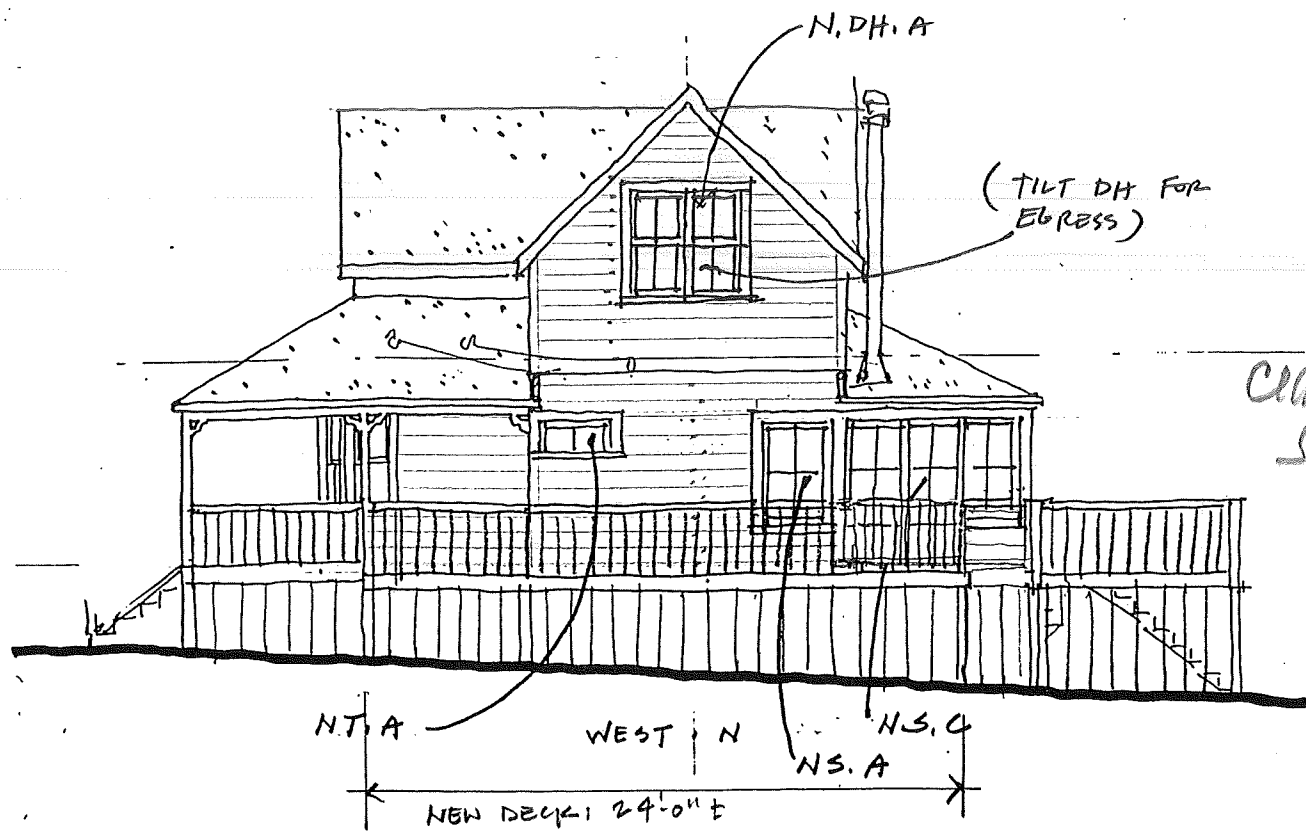 N.DH.A
(TILT DH FOR
EGRESS)
N.T.A
WEST N
N.S.C
N.S.A
NEW DECK: 24'-0" ±